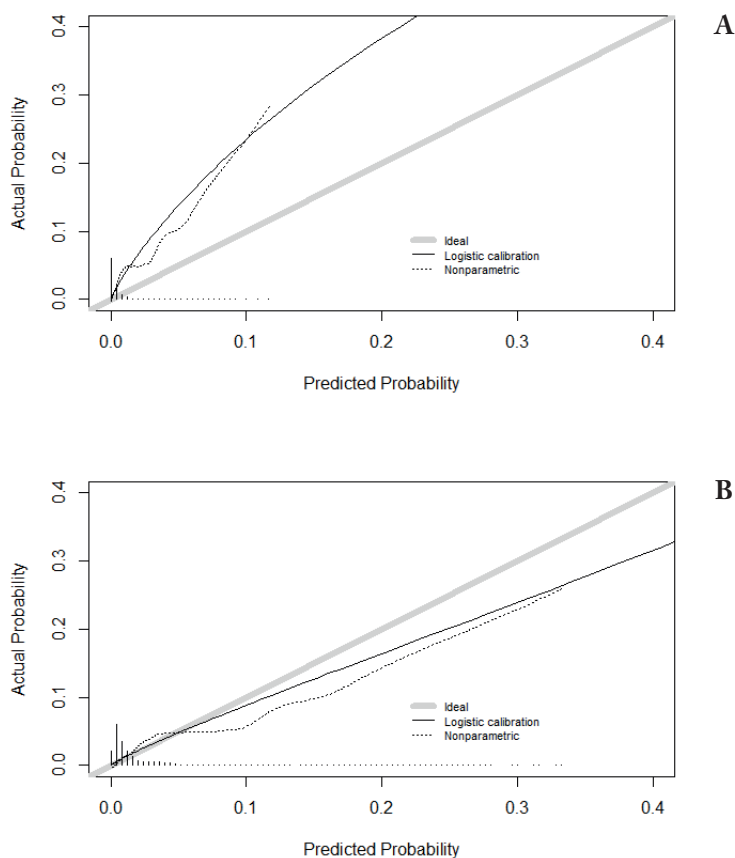 A
0.4
0.3
0.2
0.1
0.0
Actual Probability
Ideal
Logistic calibration
Nonparametric
0.0 0.1 0.2 0.3 0.4
Predicted Probability
B
0.4
0.3
0.2
0.1
0.0
Actual Probability
Ideal
Logistic calibration
Nonparametric
0.0 0.1 0.2 0.3 0.4
Predicted Probability